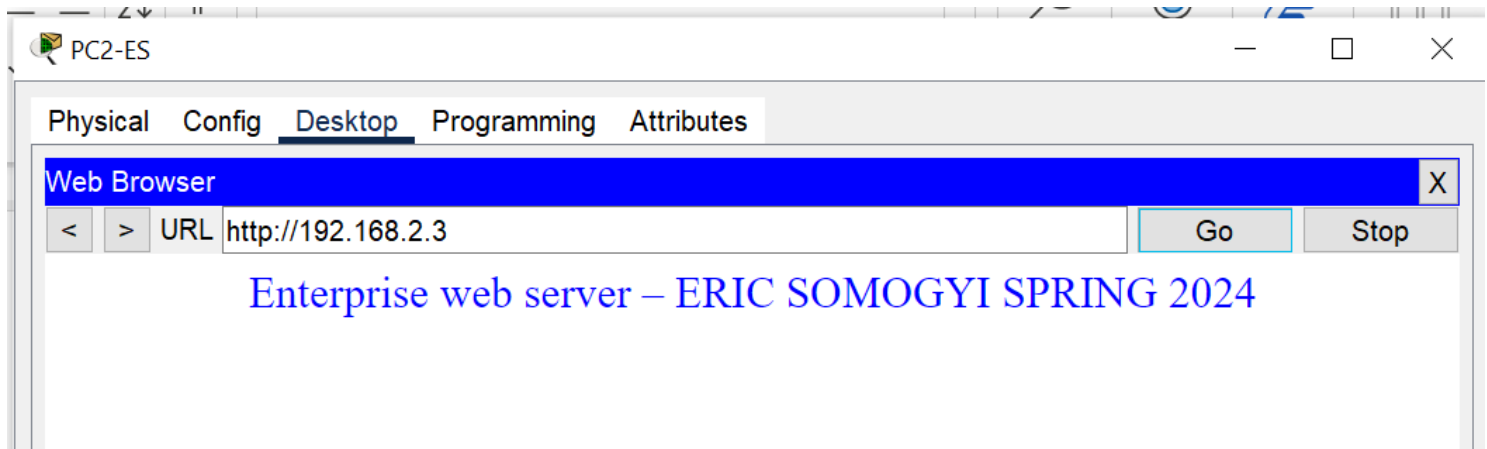 PC2-ES
Physical Config Desktop Programming Attributes
Web Browser X
< > URL http://192.168.2.3 Go Stop
Enterprise web server – ERIC SOMOGYI SPRING 2024